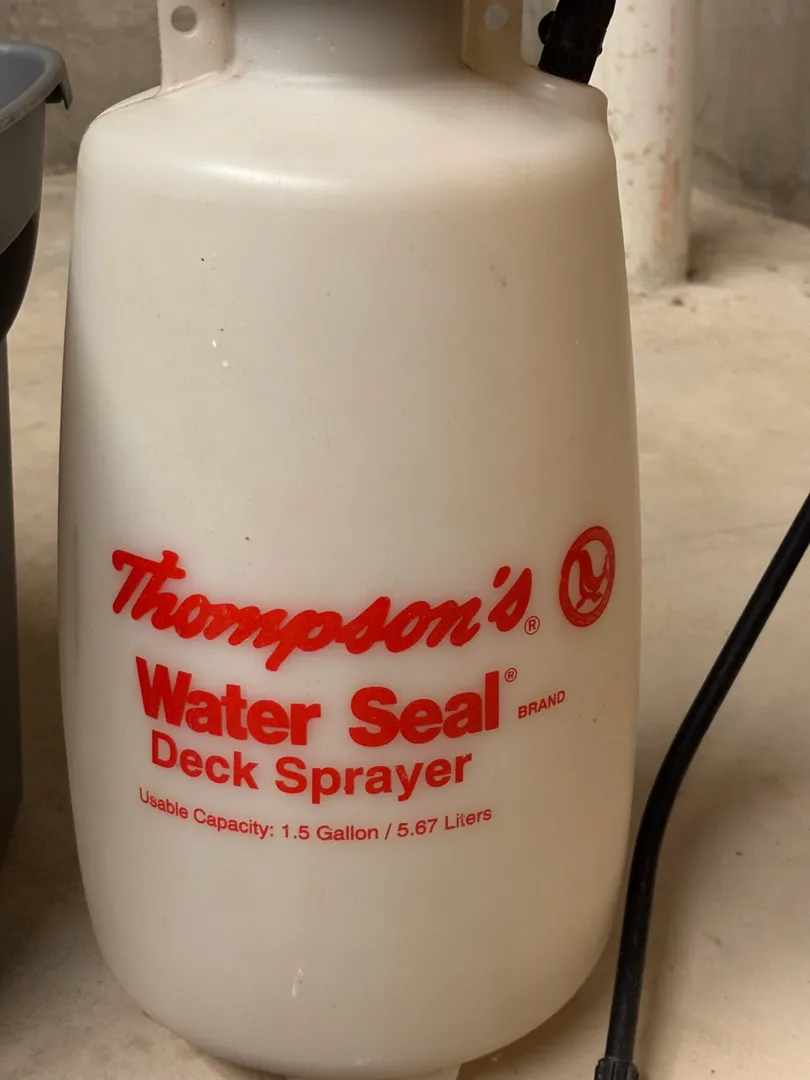 Thompson's®
Water Seal® BRAND
Deck Sprayer
Usable Capacity: 1.5 Gallon / 5.67 Liters